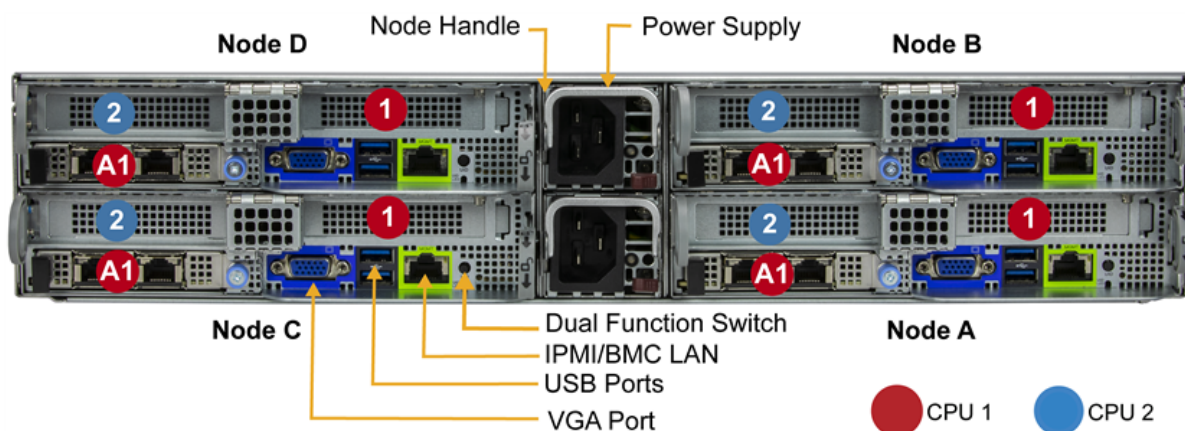 Node D
Node Handle
Power Supply
Node B
2
1
2
1
A1
A1
2
1
2
1
A1
A1
Node C
Dual Function Switch
Node A
IPMI/BMC LAN
USB Ports
VGA Port
CPU 1
CPU 2